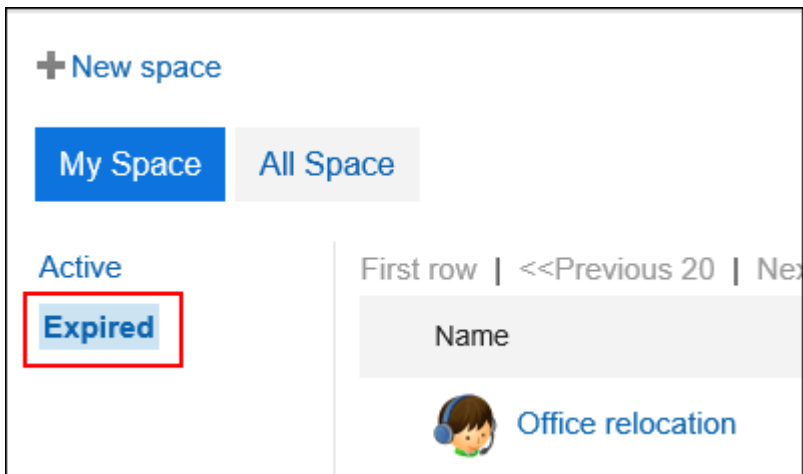 New space
My Space All Space
Active
First row | <<Previous 20 |
Expired
Name
Office relocation